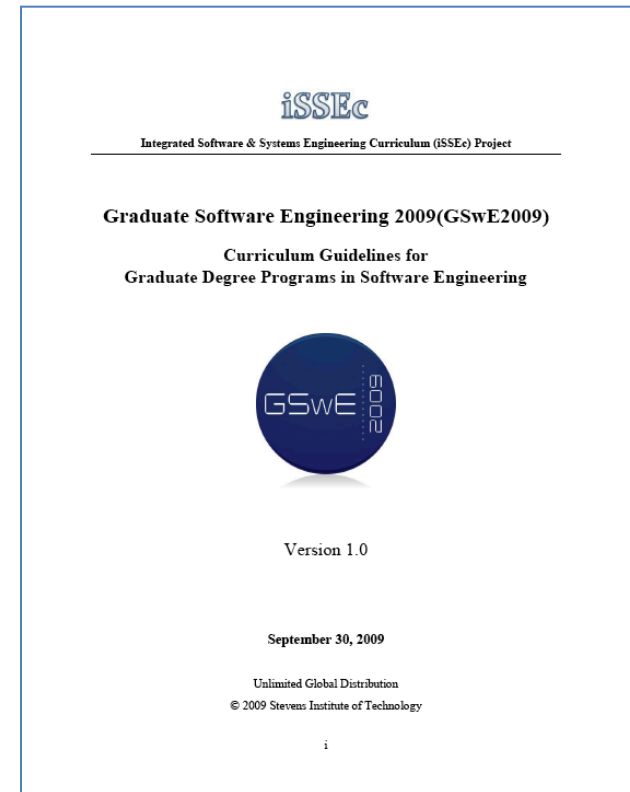 iSSEc
Integrated Software & Systems Engineering Curriculum (iSSEc) Project
Graduate Software Engineering 2009(GSwE2009)
Curriculum Guidelines for
Graduate Degree Programs in Software Engineering
GSwE 2009
Version 1.0
September 30, 2009
Unlimited Global Distribution
© 2009 Stevens Institute of Technology
i